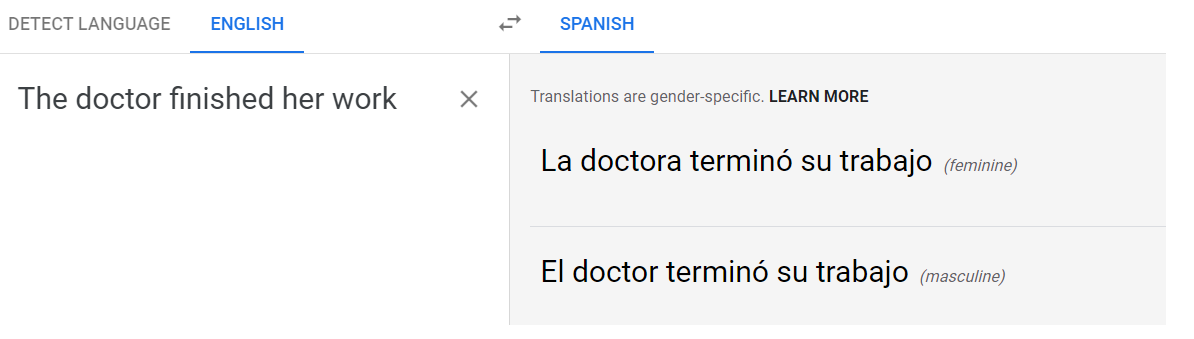 DETECT LANGUAGE ENGLISH SPANISH
The doctor finished her work
Translations are gender-specific. LEARN MORE
La doctora terminó su trabajo (feminine)
El doctor terminó su trabajo (masculine)